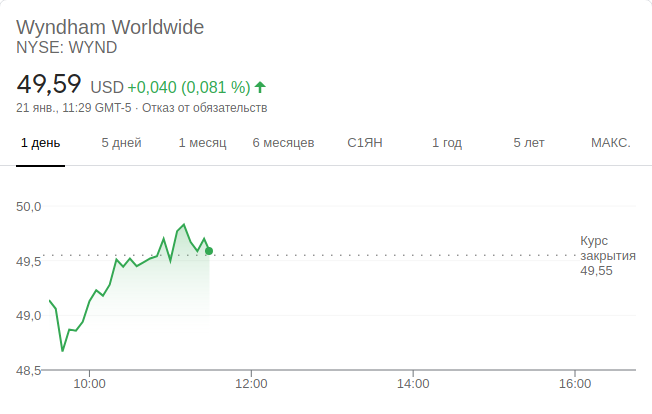 Wyndham Worldwide
NYSE: WYND
49,59 USD +0,040 (0,081 %)
21 янв., 11:29 GMT-5 · Отказ от обязательств
1 день 5 дней 1 месяц 6 месяцев С1ЯН 1 год 5 лет МАКС.
50,0
49,5
49,0
48,5
Курс
закрытия
49,55
10:00 12:00 14:00 16:00